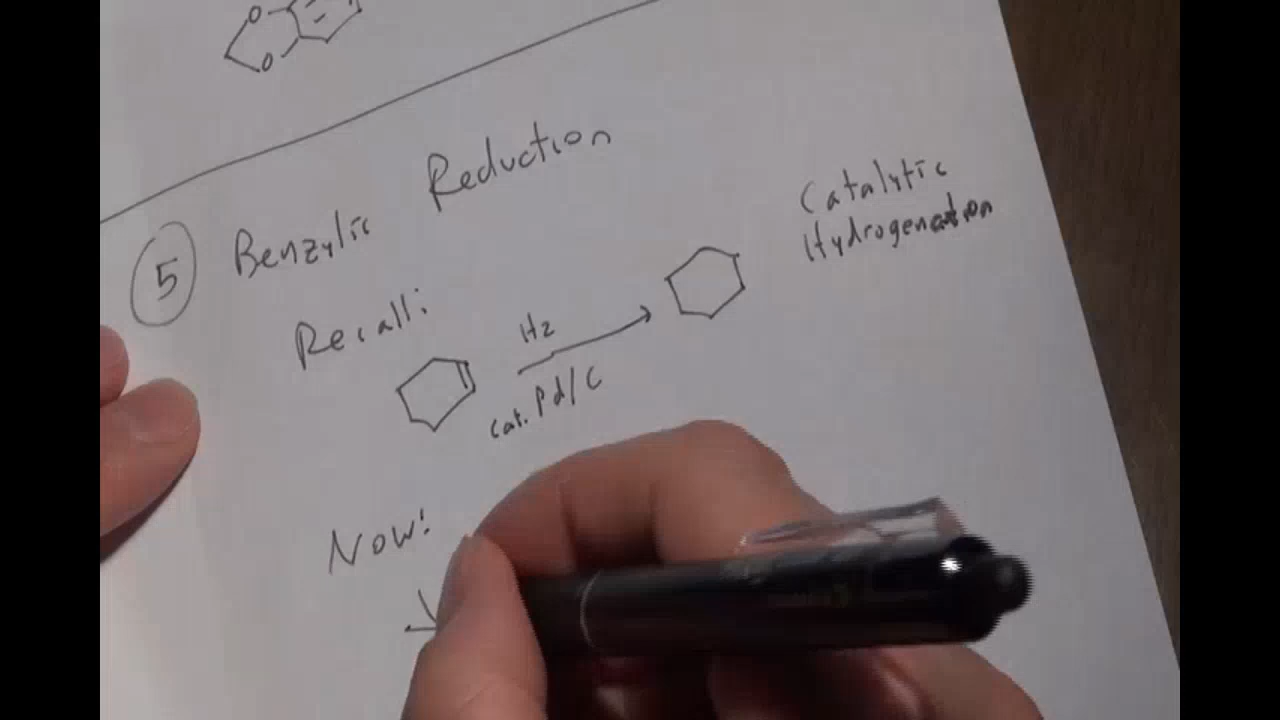 O
O
5 Benzylic Reduction
Recall:
H2
cat. Pd/C
Catalytic
Hydrogenation
Now: